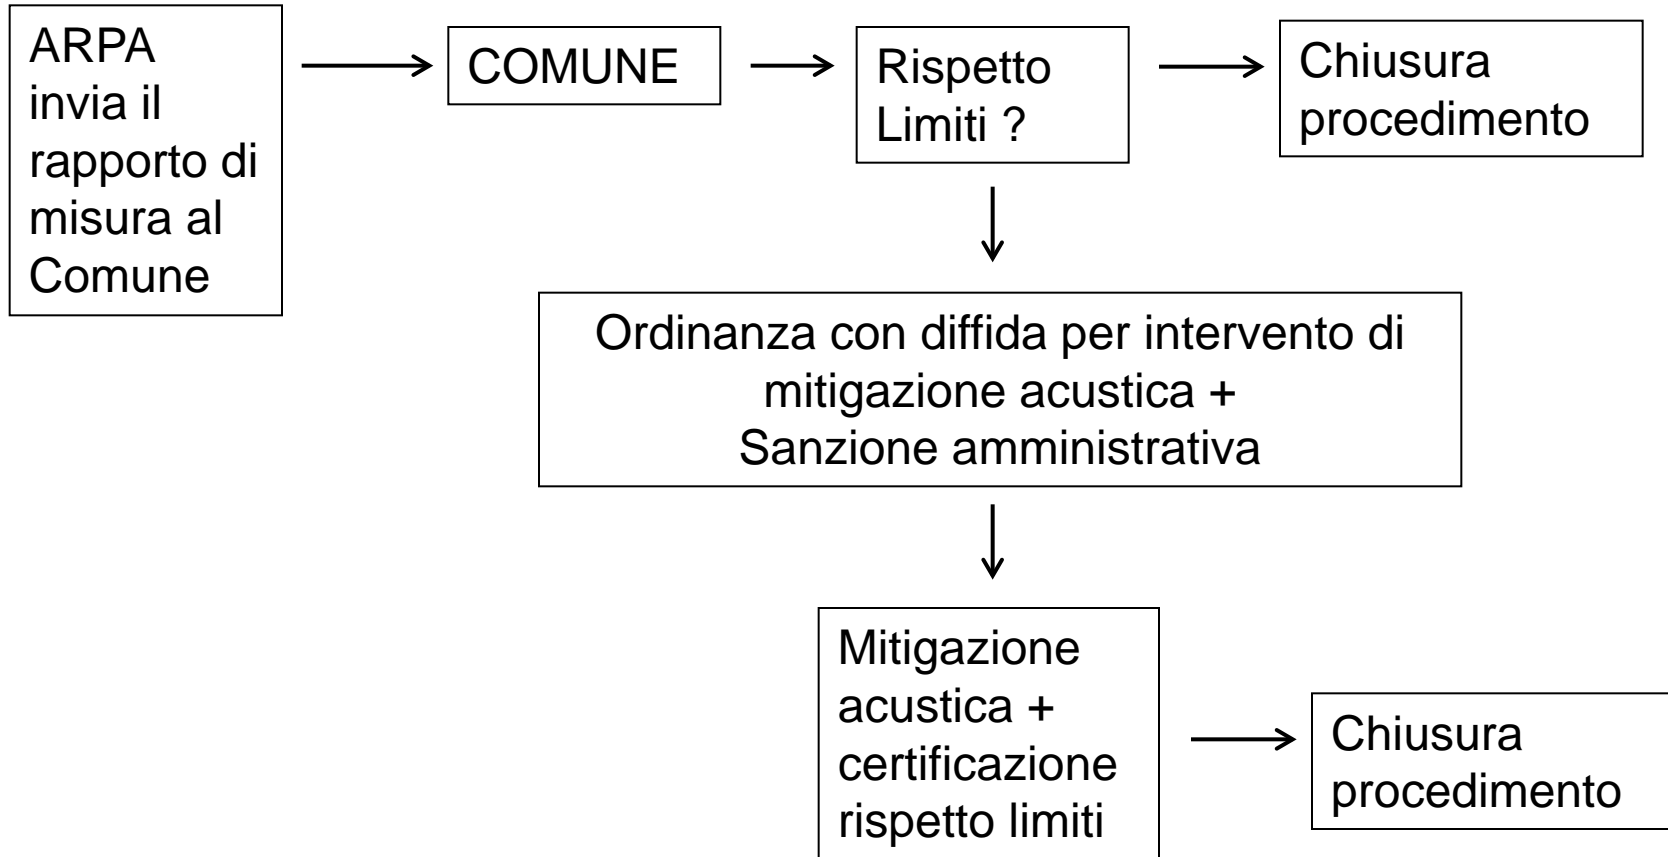 ARPA
invia il
rapporto di
misura al
Comune
COMUNE
Rispetto
Limiti ?
Chiusura
procedimento
Ordinanza con diffida per intervento di
mitigazione acustica +
Sanzione amministrativa
Mitigazione
acustica +
certificazione
rispetto limiti
Chiusura
procedimento